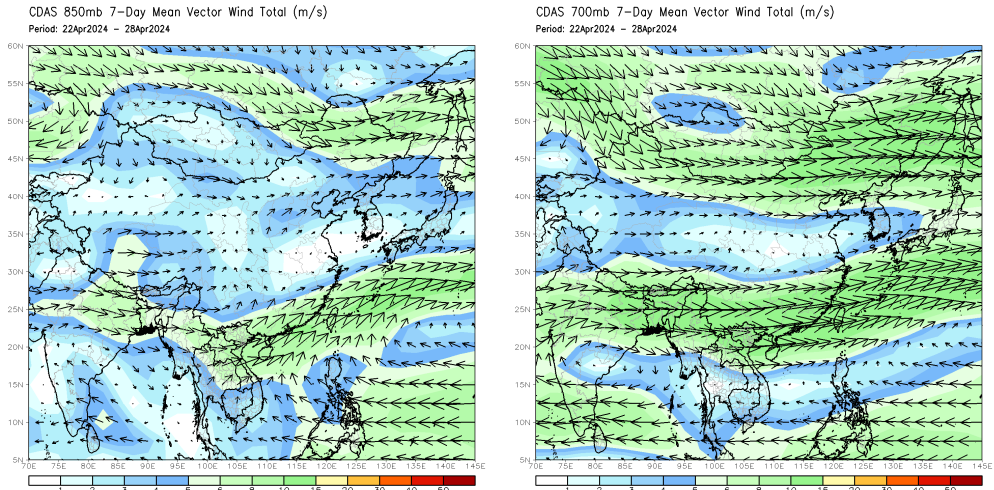 CDAS 850mb 7-Day Mean Vector Wind Total (m/s)
Period: 22Apr2024 - 28Apr2024
60N
55N
50N
45N
40N
35N
30N
25N
20N
15N
10N
5N
70E 75E 80E 85E 90E 95E 100E 105E 110E 115E 120E 125E 130E 135E 140E 145E
1 2 3 5 6 8 10 15 20 30 40 50
CDAS 700mb 7-Day Mean Vector Wind Total (m/s)
Period: 22Apr2024 - 28Apr2024
60N
55N
50N
45N
40N
35N
30N
25N
20N
15N
10N
5N
70E 75E 80E 85E 90E 95E 100E 105E 110E 115E 120E 125E 130E 135E 140E 145E
1 2 3 5 6 8 10 15 20 30 40 50